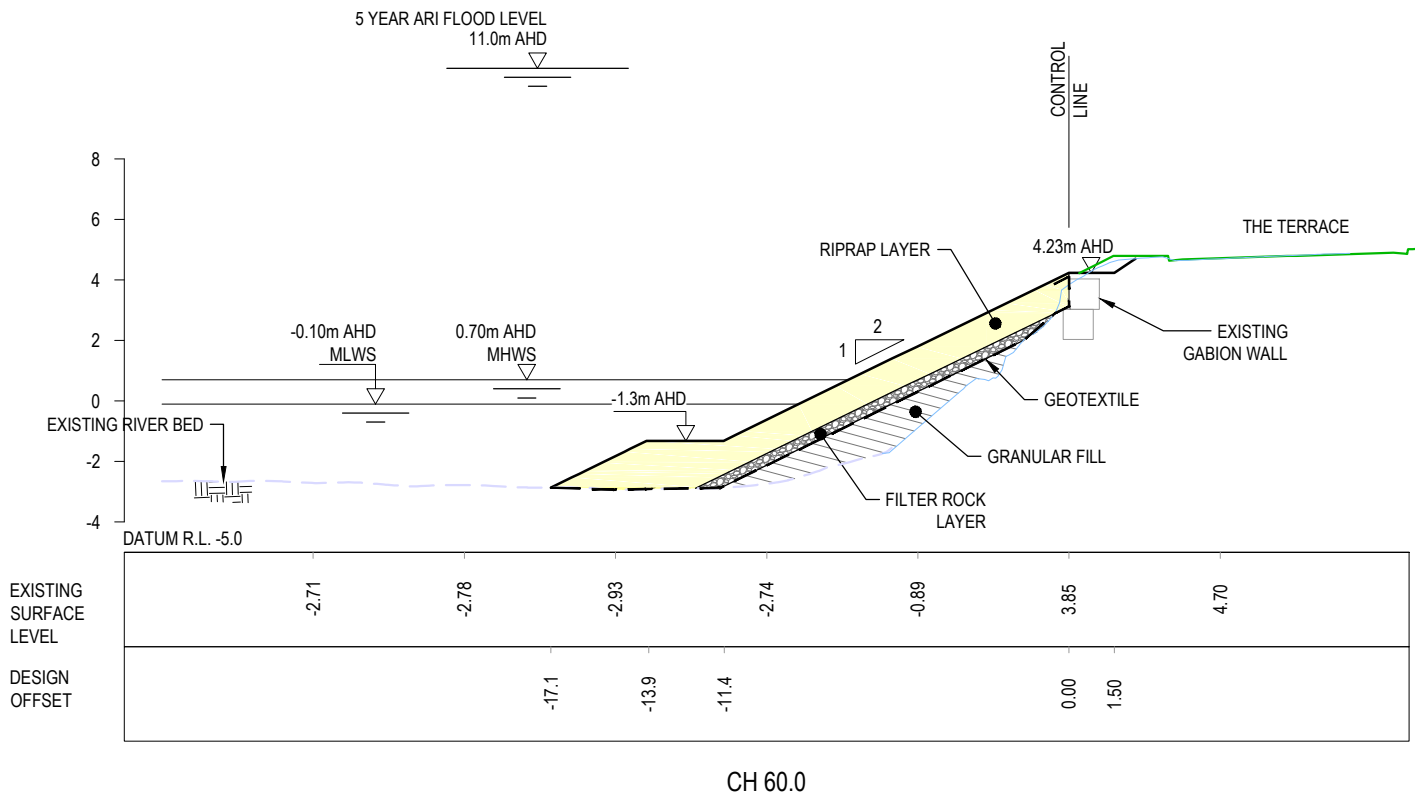 5 YEAR ARI FLOOD LEVEL
11.0m AHD
CONTROL
LINE
8
6
4
2
0
-2
-4
THE TERRACE
RIPRAP LAYER
4.23m AHD
-0.10m AHD
MLWS
0.70m AHD
MHWS
2
1
EXISTING
GABION WALL
-1.3m AHD
GEOTEXTILE
EXISTING RIVER BED
GRANULAR FILL
FILTER ROCK
LAYER
DATUM R.L. -5.0
EXISTING
SURFACE
LEVEL
-2.71
-2.78
-2.93
-2.74
-0.89
3.85
4.70
DESIGN
OFFSET
-17.1
-13.9
-11.4
0.00
1.50
CH 60.0